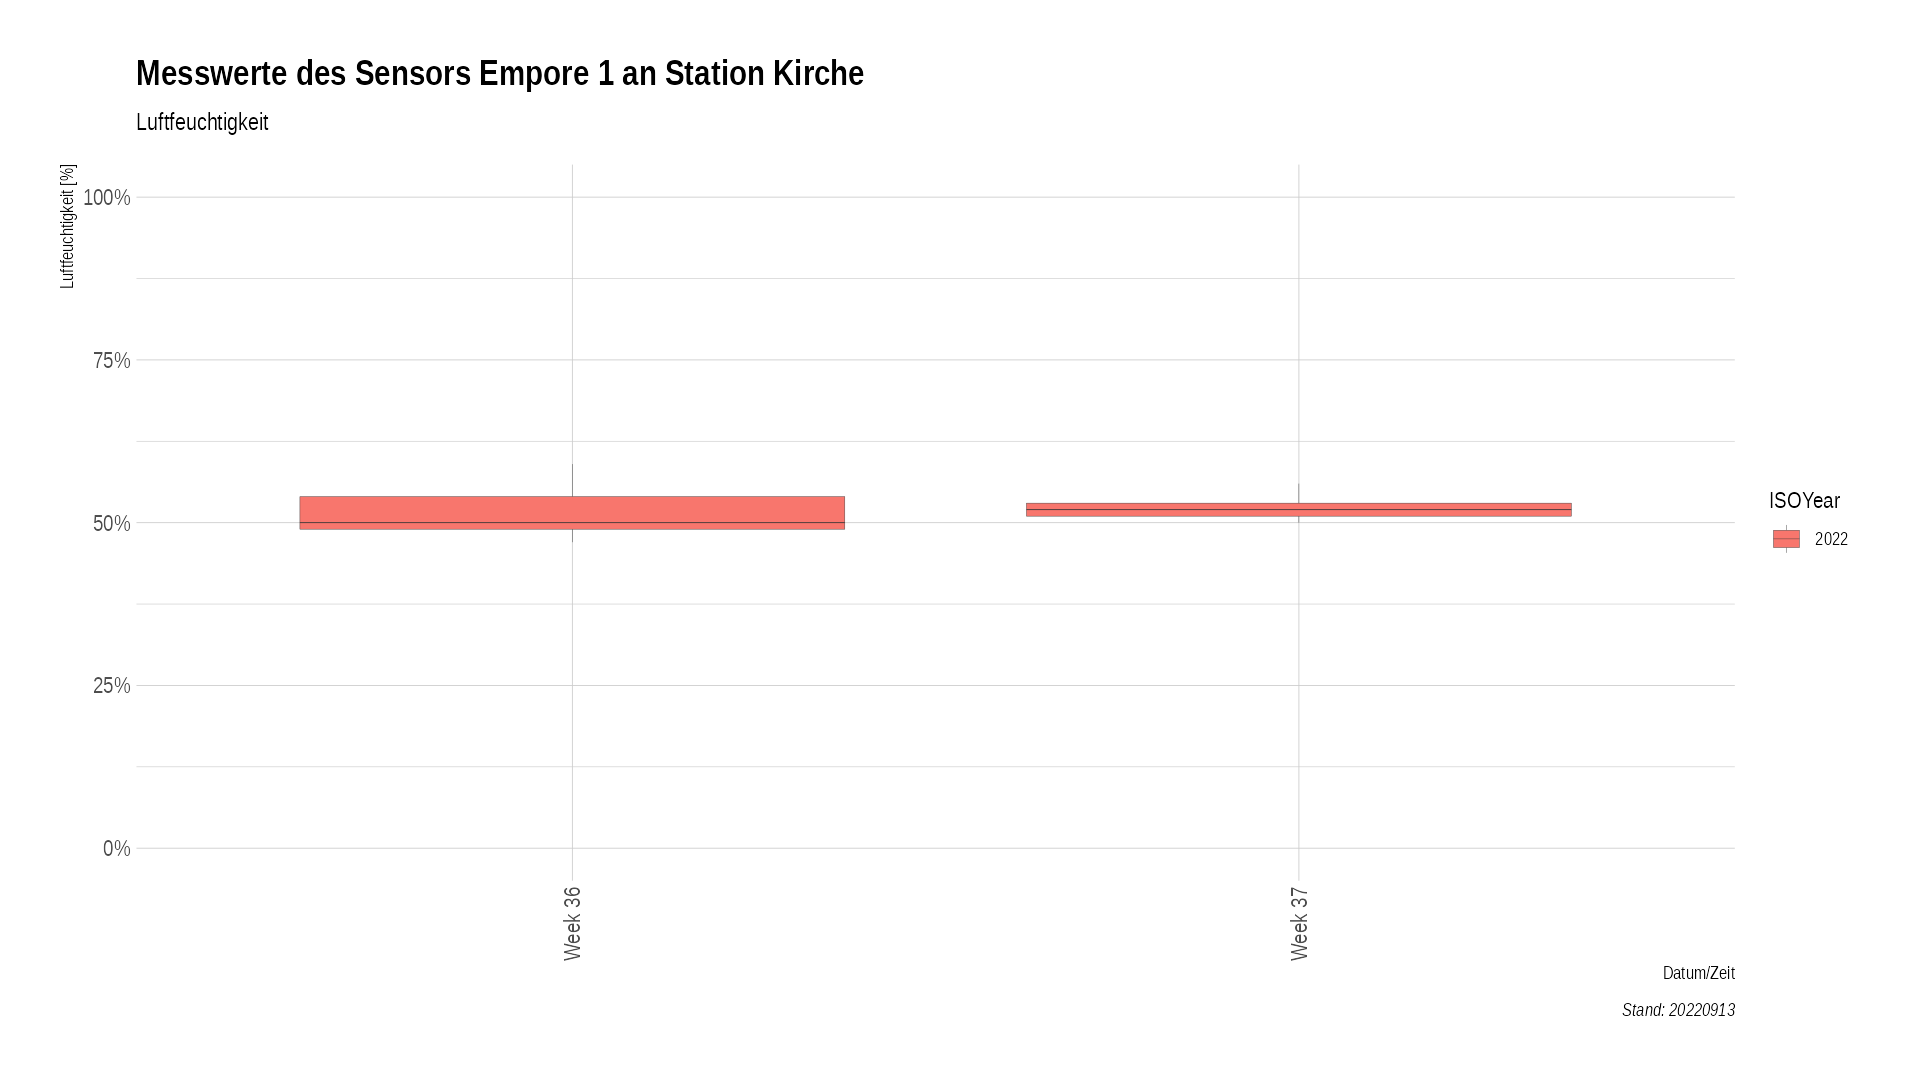 Messwerte des Sensors Empore 1 an Station Kirche
Luftfeuchtigkeit
Luftfeuchtigkeit [%]
100%
75%
50%
25%
0%
Week 36
Week 37
Datum/Zeit
Stand: 20220913
ISOYear
2022